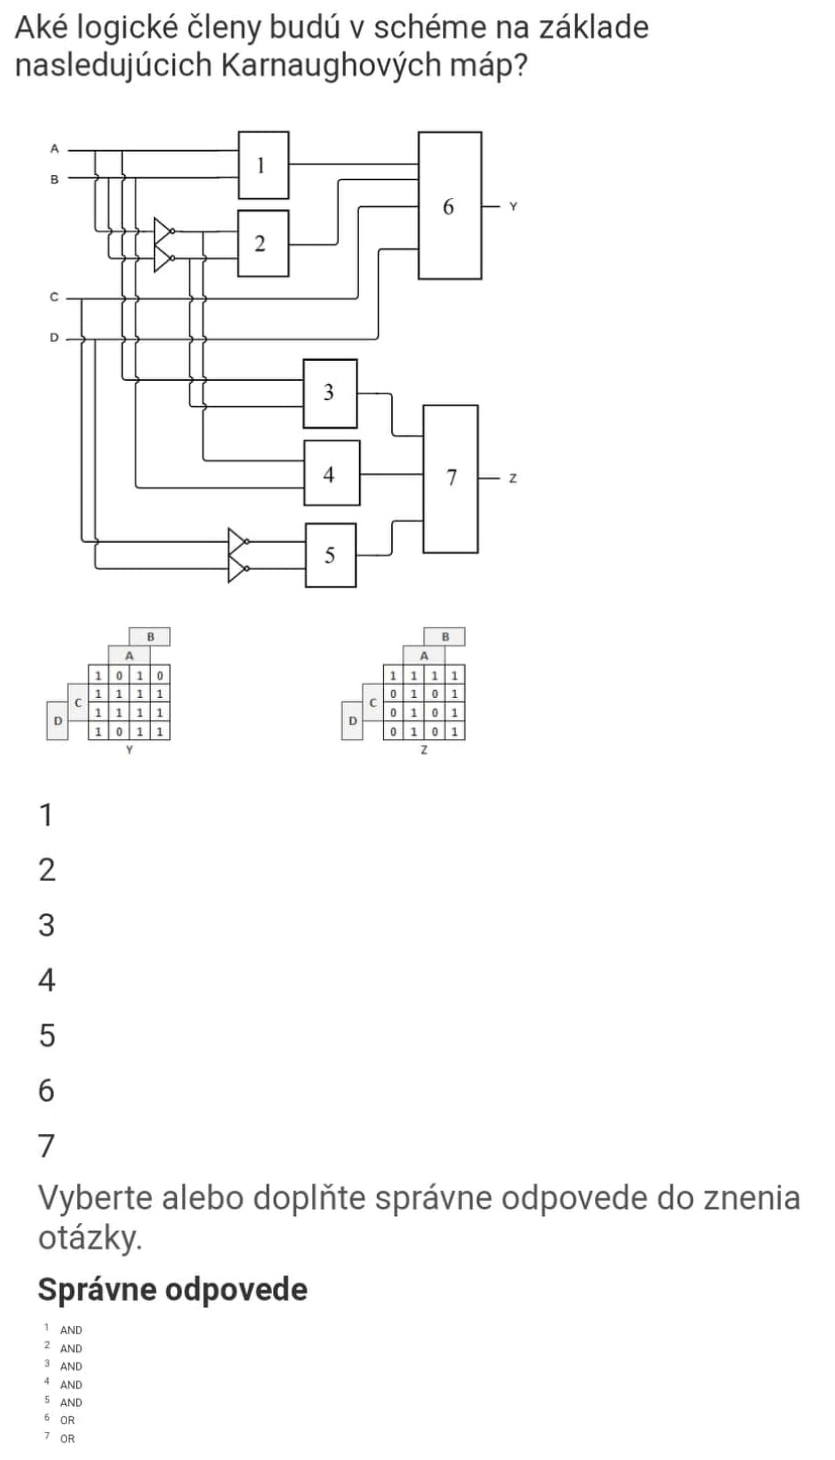 Aké logické členy budú v schéme na základe
nasledujúcich Karnaughových máp?
A
B
1
2
6
Y
C
D
3
4
7
Z
5
B
A
1 0 1 0
C
1 1 1 1
D
1 1 1 1
1 0 1 1
Y
B
A
1 1 1 1
C
0 1 0 1
D
0 1 0 1
0 1 0 1
Z
1
2
3
4
5
6
7
Vyberte alebo doplňte správne odpovede do znenia
otázky.
Správne odpovede
1 AND
2 AND
3 AND
4 AND
5 AND
6 OR
7 OR